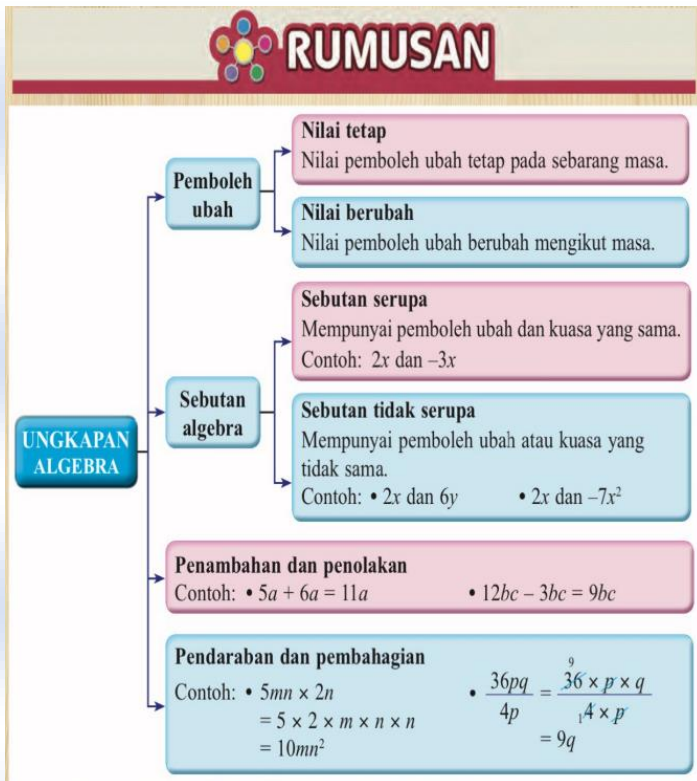 RUMUSAN
UNGKAPAN
ALGEBRA
Pemboleh
ubah
Nilai tetap
Nilai pemboleh ubah tetap pada sebarang masa.
Nilai berubah
Nilai pemboleh ubah berubah mengikut masa.
Sebutan
algebra
Sebutan serupa
Mempunyai pemboleh ubah dan kuasa yang sama.
Contoh: 2x dan –3x
Sebutan tidak serupa
Mempunyai pemboleh ubah atau kuasa yang
tidak sama.
Contoh: • 2x dan 6y • 2x dan –7x²
Penambahan dan penolakan
Contoh: • 5a + 6a = 11a • 12bc – 3bc = 9bc
Pendaraban dan pembahagian
Contoh: • 5mn × 2n
= 5 × 2 × m × n × n
= 10mn²
9
• 36pq = 36 × p × q
4p 1 4 × p
= 9q